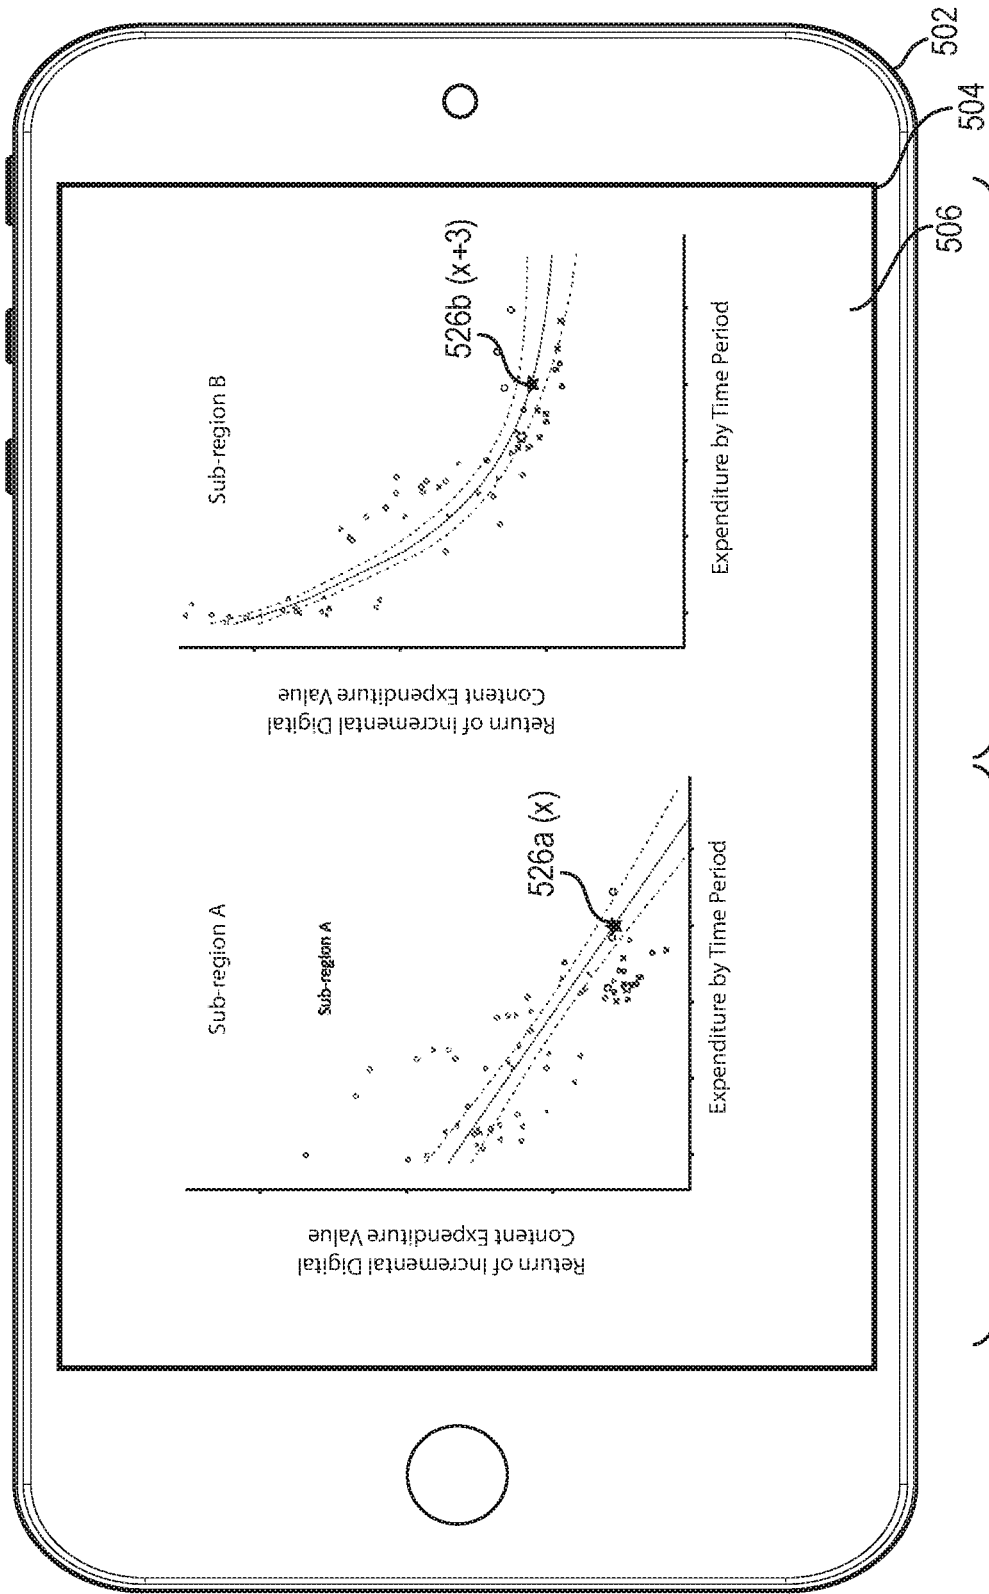 Sub-region A
Sub-region A
526a (x)
Return of Incremental Digital
Content Expenditure Value
Expenditure by Time Period
Sub-region B
526b (x+3)
Return of Incremental Digital
Content Expenditure Value
Expenditure by Time Period
506
504
502